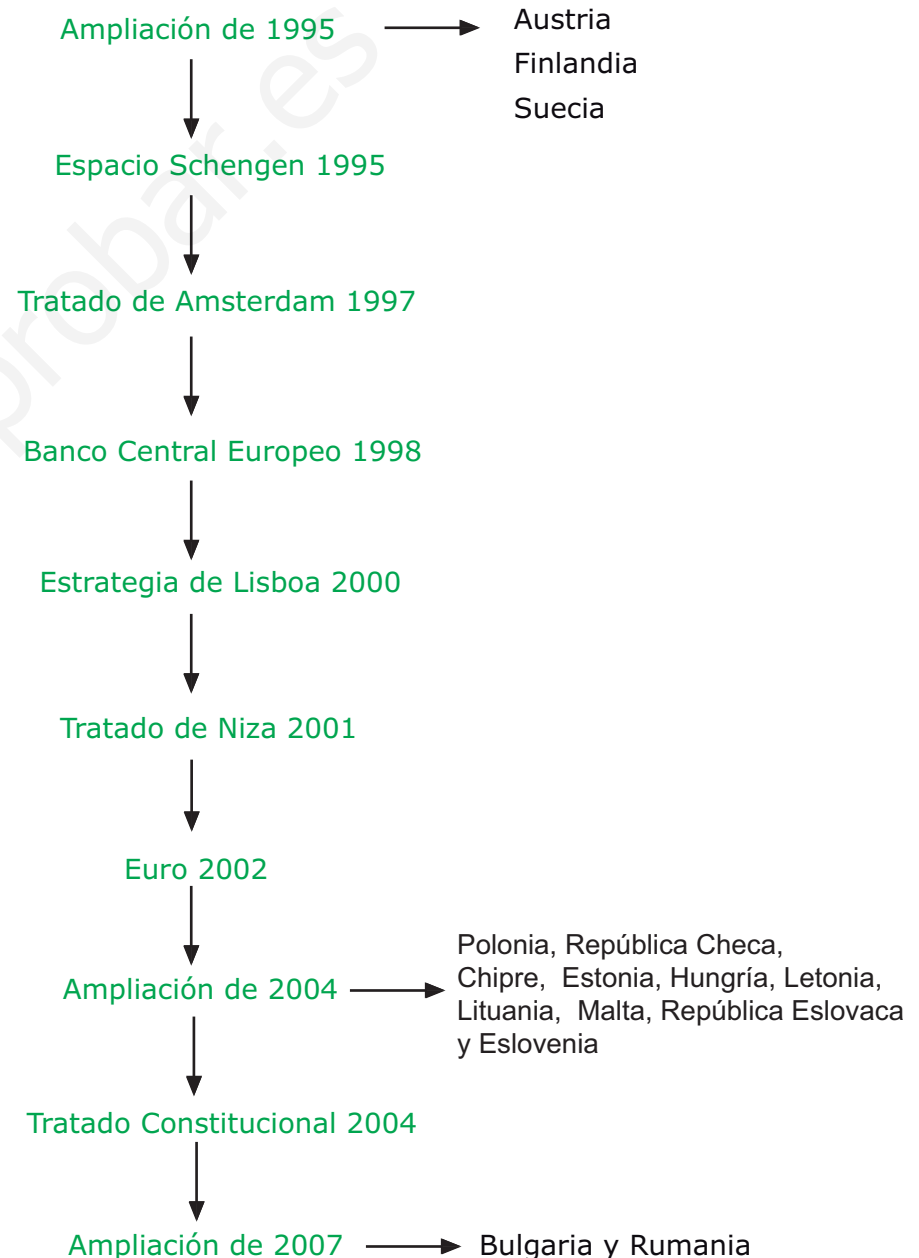 Ampliación de 1995
Austria
Finlandia
Suecia
Espacio Schengen 1995
Tratado de Amsterdam 1997
Banco Central Europeo 1998
Estrategia de Lisboa 2000
Tratado de Niza 2001
Euro 2002
Ampliación de 2004
Polonia, República Checa,
Chipre, Estonia, Hungría, Letonia,
Lituania, Malta, República Eslovaca
y Eslovenia
Tratado Constitucional 2004
Ampliación de 2007
Bulgaria y Rumania
probar.es